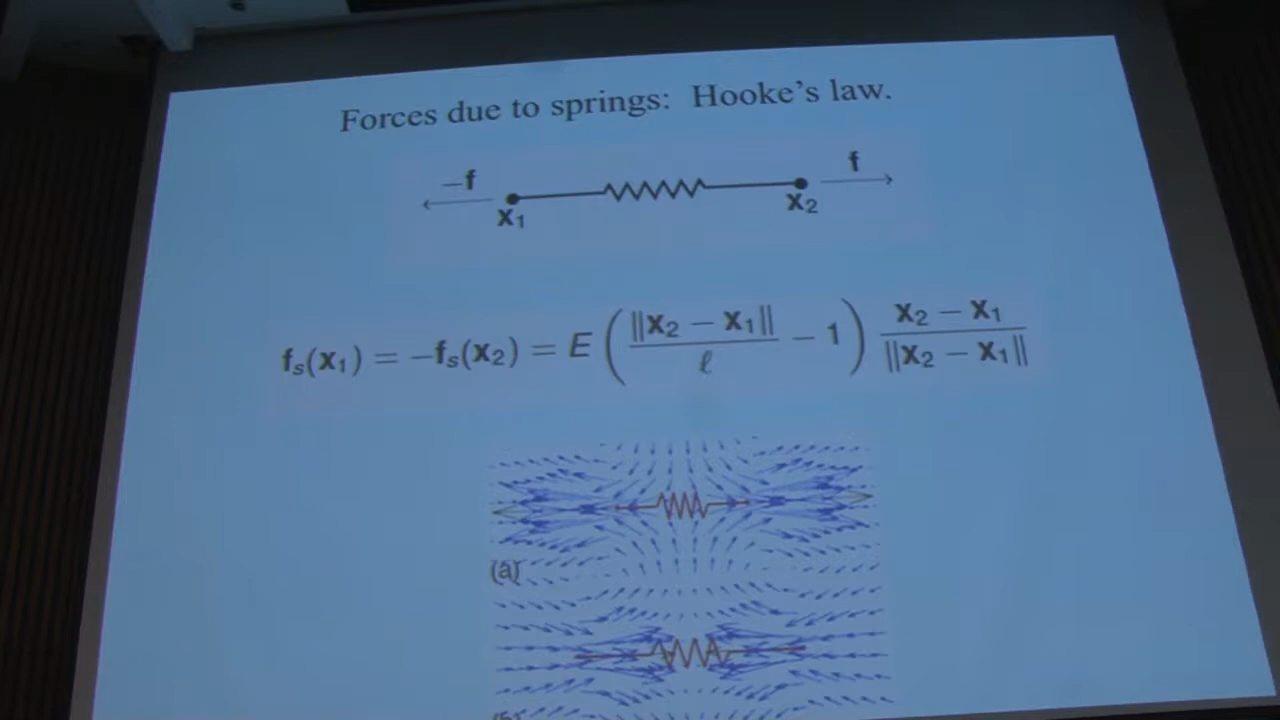 Forces due to springs: Hooke's law.
−f f
x₁ x₂
fₛ(x₁) = −fₛ(x₂) = E ( ‖x₂ − x₁‖ / ℓ − 1 ) (x₂ − x₁) / ‖x₂ − x₁‖
(a)